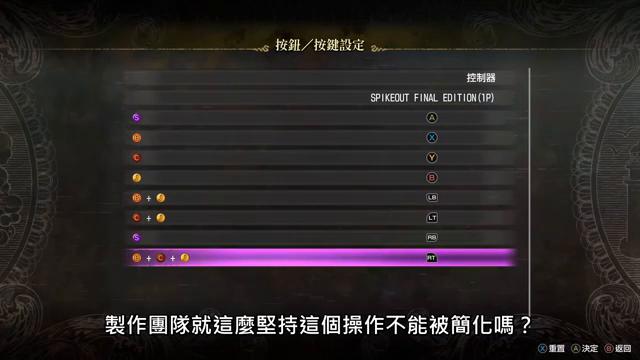 按鈕／按鍵設定
控制器
SPIKEOUT FINAL EDITION(1P)
S A
B X
C Y
J B
B + J LB
C + J LT
S RB
B + C + J RT
製作團隊就這麼堅持這個操作不能被簡化嗎？
X 重置 A 決定 B 返回